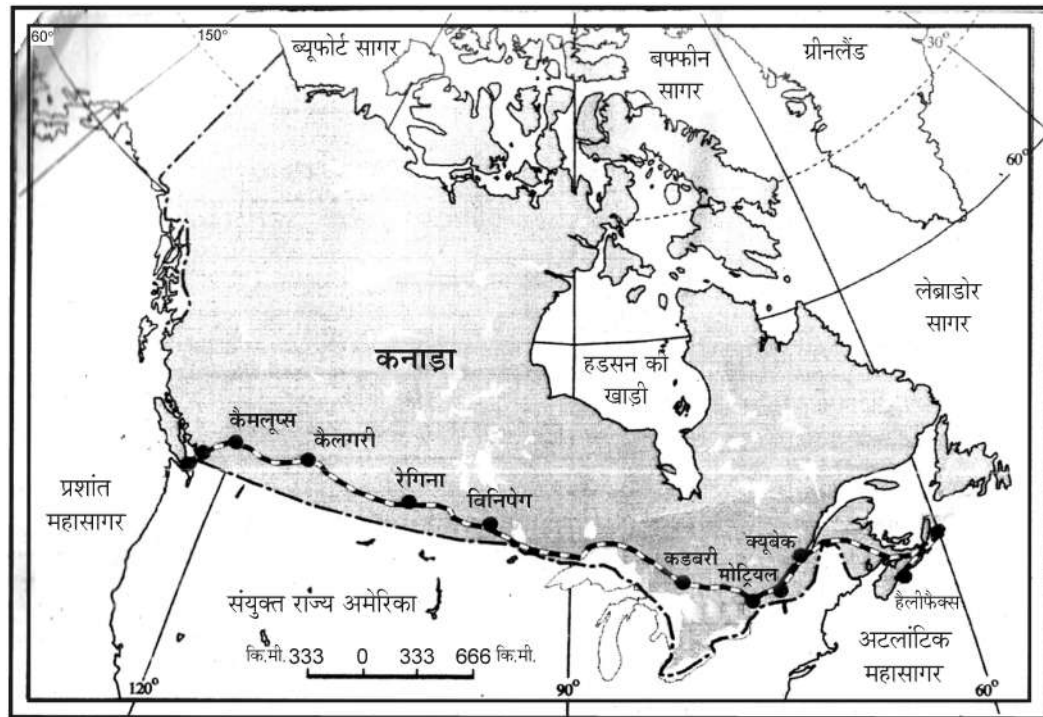 60°
150°
ब्यूफोर्ट सागर
बफ्फीन
सागर
ग्रीनलैंड
30°
60°
लेब्राडोर
सागर
कनाड़ा
हडसन की
खाड़ी
कैमलूप्स
कैलगरी
प्रशांत
महासागर
रेगिना
विनिपेग
क्यूबेक
कडबरी
मोट्रियल
हैलीफैक्स
संयुक्त राज्य अमेरिका
अटलांटिक
महासागर
कि.मी. 333 0 333 666 कि.मी.
120°
90°
60°